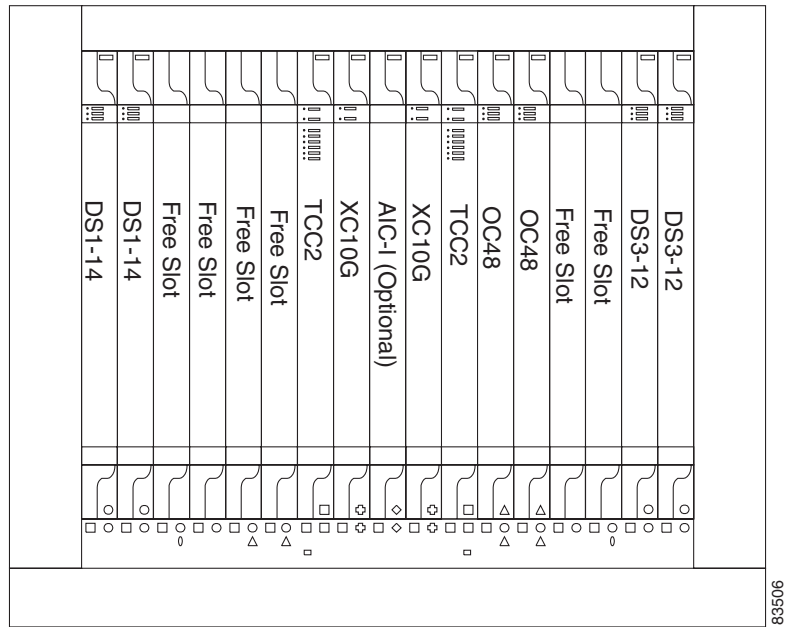 DS1-14
DS1-14
Free Slot
Free Slot
Free Slot
Free Slot
TCC2
XC10G
AIC-I (Optional)
XC10G
TCC2
OC48
OC48
Free Slot
Free Slot
DS3-12
DS3-12
83506